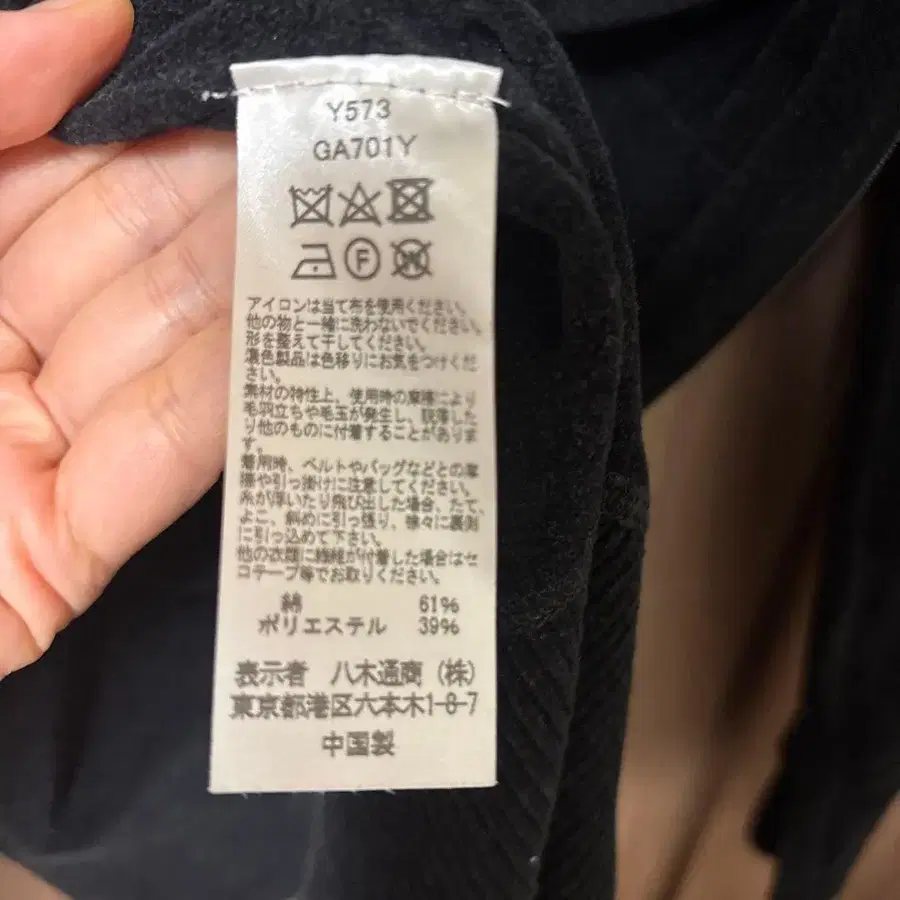 Y573
GA701Y
F
W
アイロンは当て布を使用ください。
他の物と一緒に洗わないでください。
形を整えて干してください。
濃色製品は色移りにお気をつけくだ
さい。
素材の特性上、使用時の摩擦により
毛羽立ちや毛玉が発生し、脱落した
り他のものに付着することがありま
す。
着用時、ベルトやバッグなどとの摩
擦や引っ掛けに注意してください。
糸が浮いたり飛び出した場合、たて、
よこ、斜めに引っ張り、徐々に裏側
に引っ込めて下さい。
他の衣類に繊維が付着した場合はセ
ロテープ等でお取りください。
綿 61%
ポリエステル 39%
表示者 八木通商(株)
東京都港区六本木1-8-7
中国製